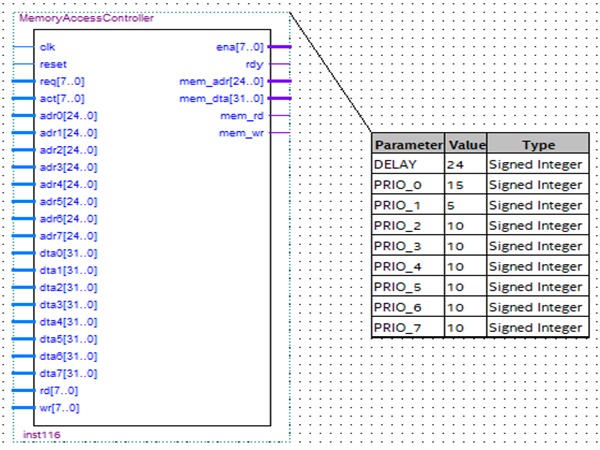 MemoryAccessController
clk ena[7..0]
reset rdy
req[7..0] mem_adr[24..0]
act[7..0] mem_dta[31..0]
adr0[24..0] mem_rd
adr1[24..0] mem_wr
adr2[24..0]
adr3[24..0]
adr4[24..0]
adr5[24..0]
adr6[24..0]
adr7[24..0]
dta0[31..0]
dta1[31..0]
dta2[31..0]
dta3[31..0]
dta4[31..0]
dta5[31..0]
dta6[31..0]
dta7[31..0]
rd[7..0]
wr[7..0]
inst116
Parameter Value Type
DELAY 24 Signed Integer
PRIO_0 15 Signed Integer
PRIO_1 5 Signed Integer
PRIO_2 10 Signed Integer
PRIO_3 10 Signed Integer
PRIO_4 10 Signed Integer
PRIO_5 10 Signed Integer
PRIO_6 10 Signed Integer
PRIO_7 10 Signed Integer